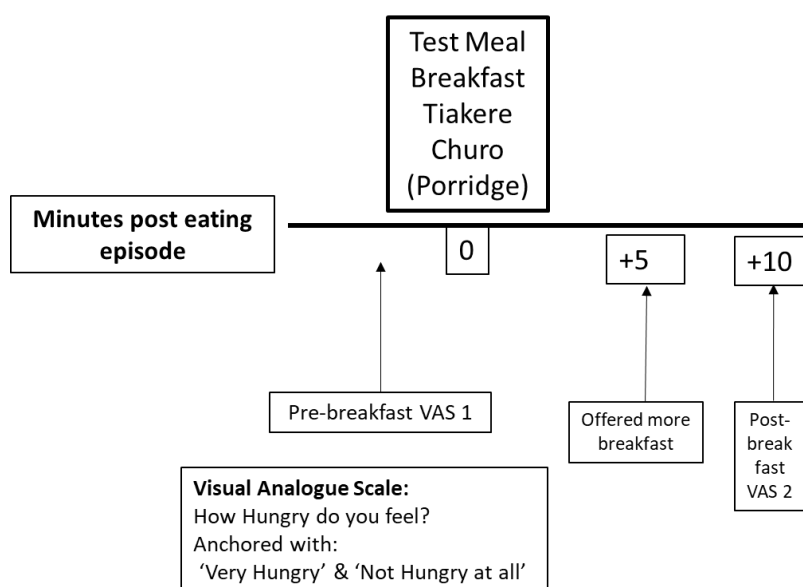 Test Meal
Breakfast
Tiakere
Churo
(Porridge)
Minutes post eating
episode
0
+5
+10
Pre-breakfast VAS 1
Offered more
breakfast
Post-
break
fast
VAS 2
Visual Analogue Scale:
How Hungry do you feel?
Anchored with:
‘Very Hungry’ & ‘Not Hungry at all’